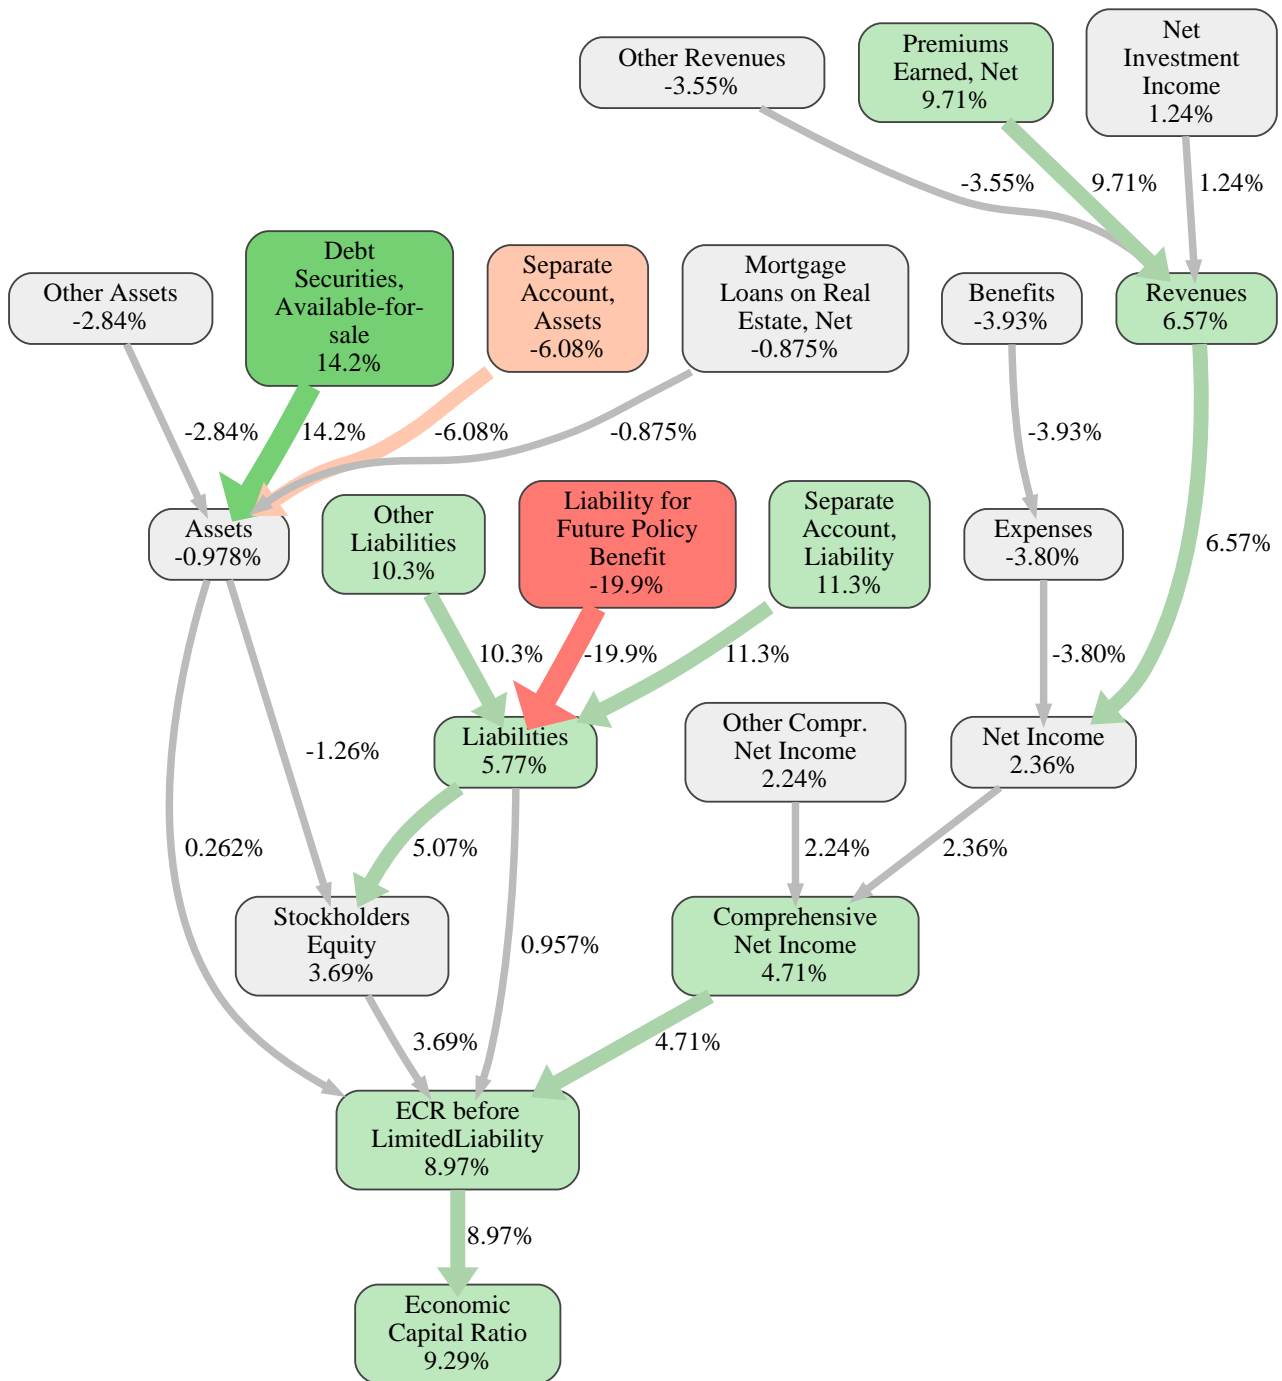 Other Revenues
-3.55%
Premiums
Earned, Net
9.71%
Net
Investment
Income
1.24%
-3.55%
9.71%
1.24%
Other Assets
-2.84%
Debt
Securities,
Available-for-
sale
14.2%
Separate
Account,
Assets
-6.08%
Mortgage
Loans on Real
Estate, Net
-0.875%
Benefits
-3.93%
Revenues
6.57%
-2.84%
14.2%
-6.08%
-0.875%
-3.93%
Assets
-0.978%
Other
Liabilities
10.3%
Liability for
Future Policy
Benefit
-19.9%
Separate
Account,
Liability
11.3%
Expenses
-3.80%
6.57%
10.3%
-19.9%
11.3%
-3.80%
-1.26%
Liabilities
5.77%
Other Compr.
Net Income
2.24%
Net Income
2.36%
0.262%
5.07%
2.24%
2.36%
Stockholders
Equity
3.69%
0.957%
Comprehensive
Net Income
4.71%
3.69%
4.71%
ECR before
LimitedLiability
8.97%
8.97%
Economic
Capital Ratio
9.29%